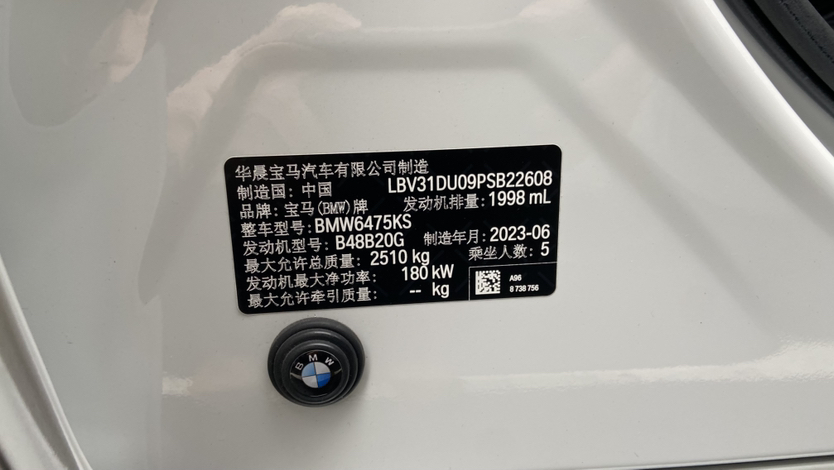 华晨宝马汽车有限公司制造
制造国: 中国 LBV31DU09PSB22608
品牌: 宝马(BMW)牌 发动机排量: 1998 mL
整车型号: BMW6475KS
发动机型号: B48B20G 制造年月: 2023-06
最大允许总质量: 2510 kg 乘坐人数: 5
发动机最大净功率: 180 kW
最大允许牵引质量: -- kg
A96
8 738 756
BMW